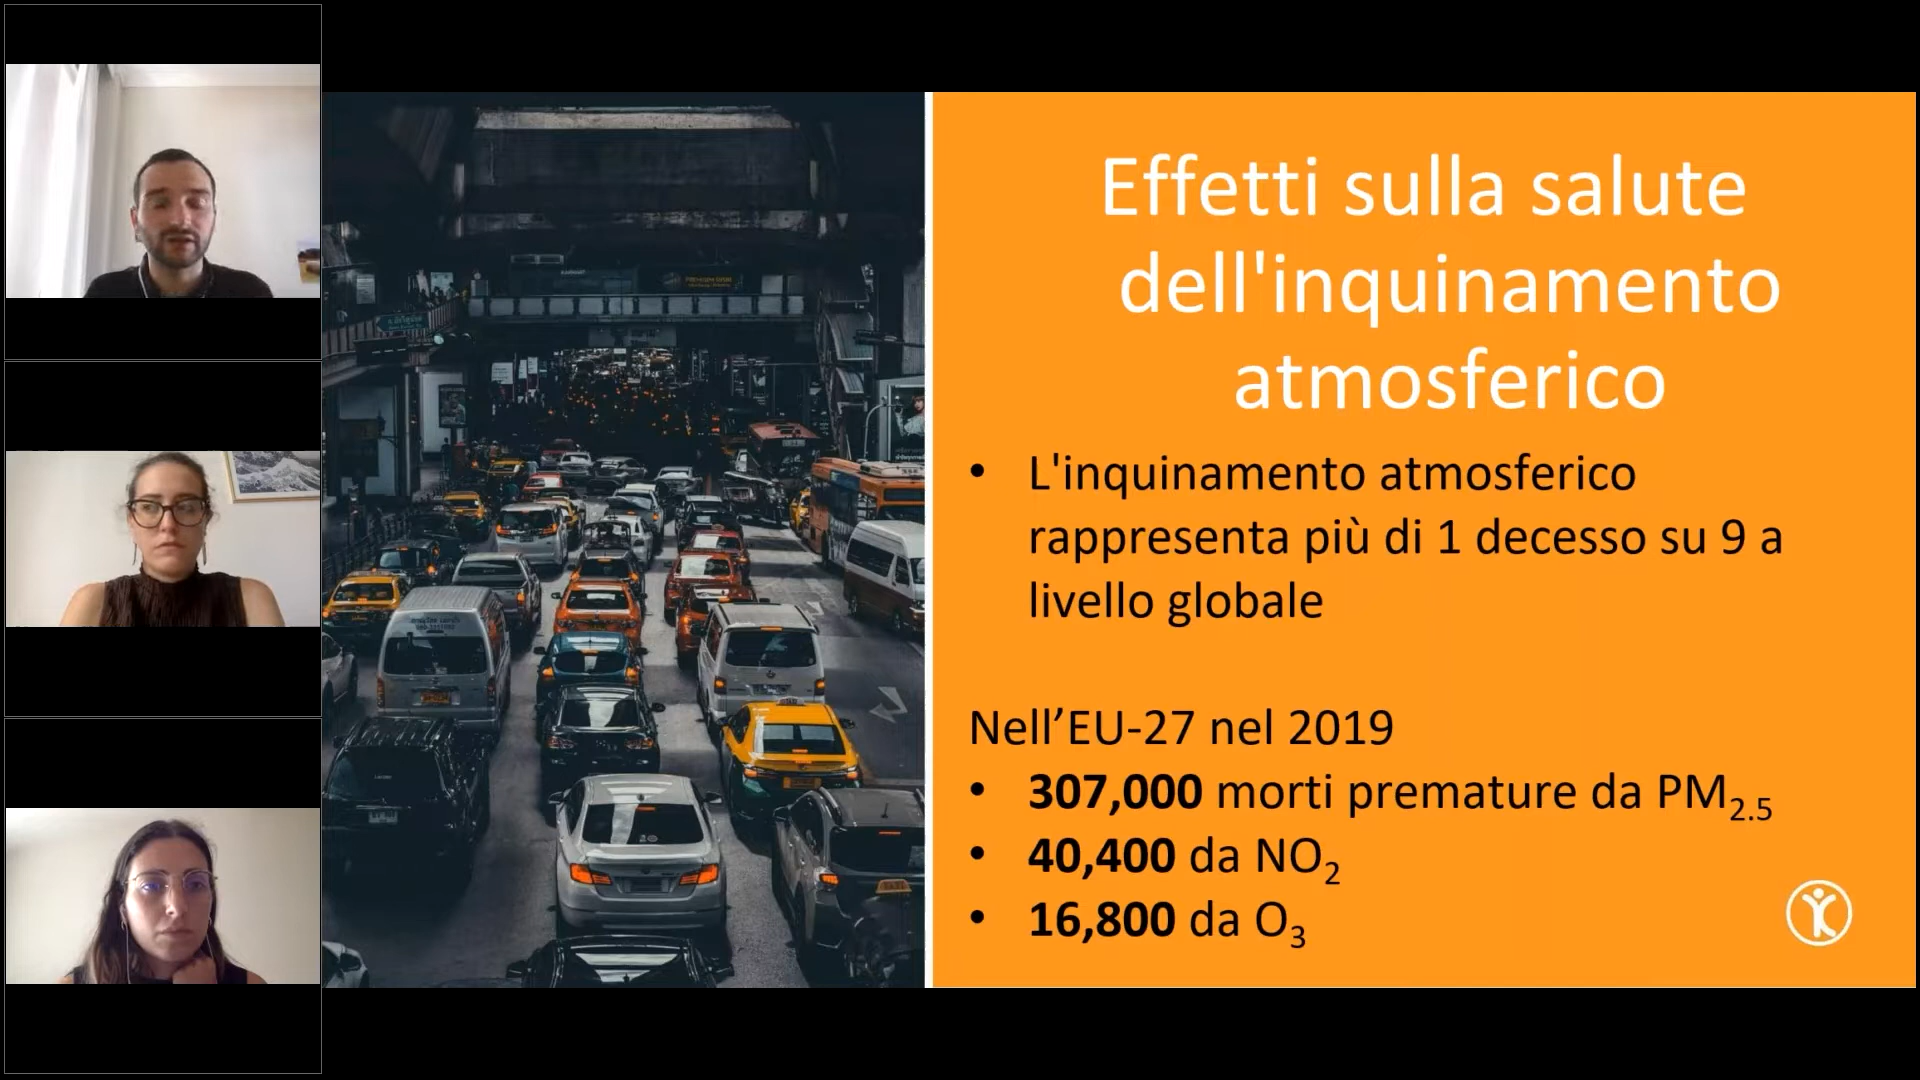 Effetti sulla salute
dell'inquinamento
atmosferico
• L'inquinamento atmosferico
rappresenta più di 1 decesso su 9 a
livello globale
Nell’EU-27 nel 2019
• 307,000 morti premature da PM2.5
• 40,400 da NO2
• 16,800 da O3